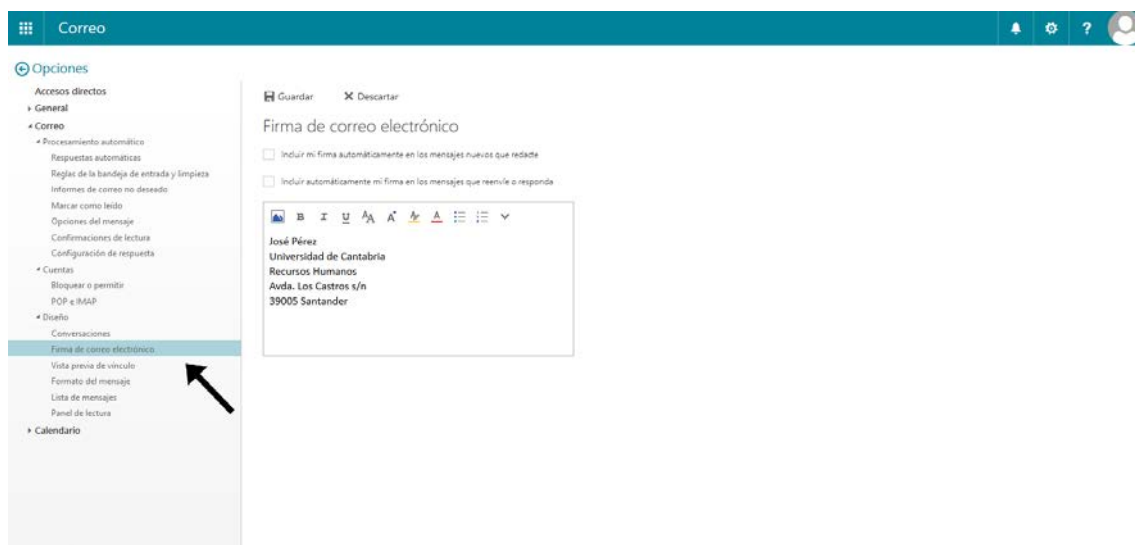 Correo
?
Opciones
Accesos directos
General
Correo
Procesamiento automático
Respuestas automáticas
Reglas de la bandeja de entrada y limpieza
Informes de correo no deseado
Marcar como leído
Opciones del mensaje
Confirmaciones de lectura
Configuración de respuesta
Cuentas
Bloquear o permitir
POP e IMAP
Diseño
Conversaciones
Firma de correo electrónico
Vista previa de vínculo
Formato del mensaje
Lista de mensajes
Panel de lectura
Calendario
Guardar Descartar
Firma de correo electrónico
Incluir mi firma automáticamente en los mensajes nuevos que redacte
Incluir automáticamente mi firma en los mensajes que reenvíe o responda
B I U AA A A A
José Pérez
Universidad de Cantabria
Recursos Humanos
Avda. Los Castros s/n
39005 Santander